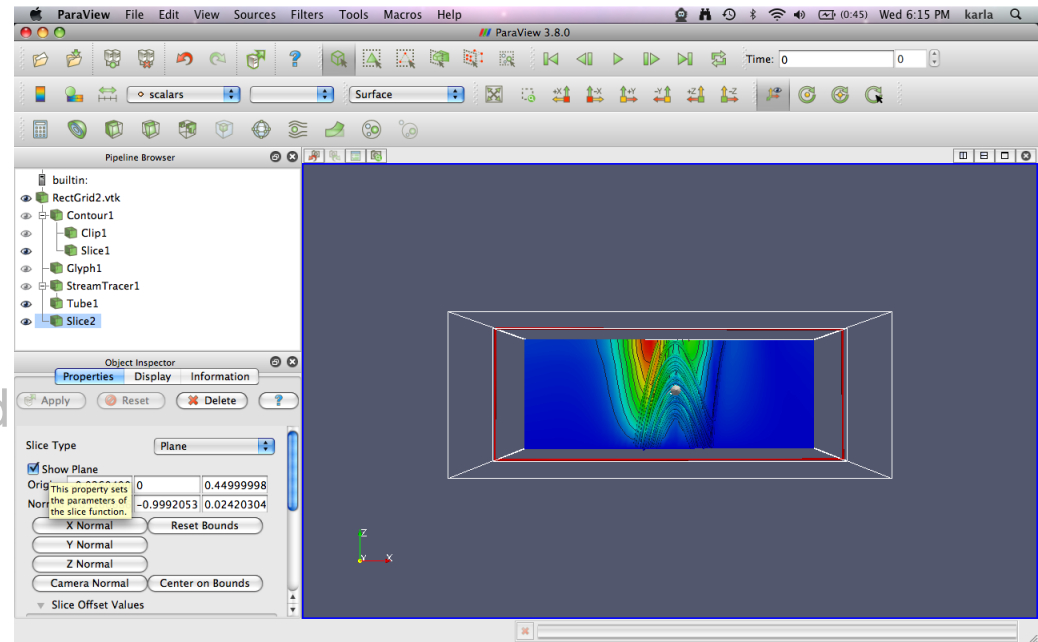 ParaView File Edit View Sources Filters Tools Macros Help (0:45) Wed 6:15 PM karla
ParaView 3.8.0
Time: 0 0
scalars Surface
Pipeline Browser
builtin:
RectGrid2.vtk
Contour1
Clip1
Slice1
Glyph1
StreamTracer1
Tube1
Slice2
Object Inspector
Properties Display Information
Apply Reset Delete ?
Slice Type Plane
Show Plane
Orig 0 0.44999998
This property sets
the parameters of
the slice function.
Nor -0.9992053 0.02420304
X Normal Reset Bounds
Y Normal
Z Normal
Camera Normal Center on Bounds
Slice Offset Values
Z
Y X